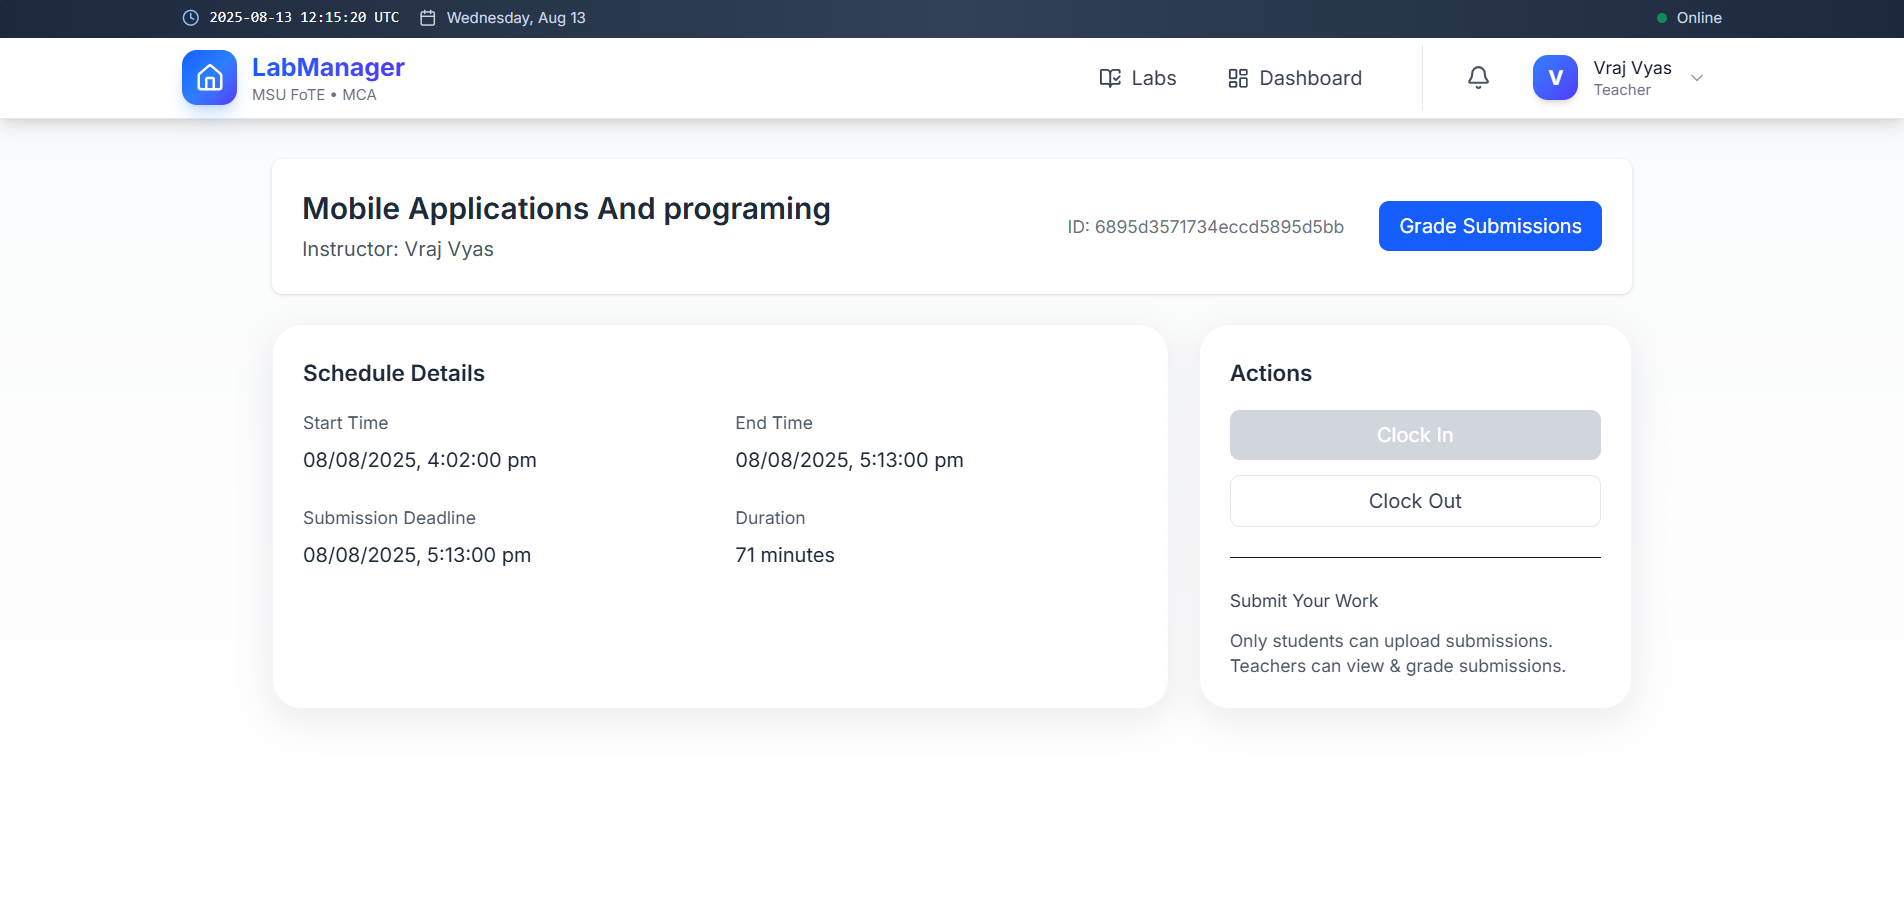 2025-08-13 12:15:20 UTC Wednesday, Aug 13 Online
LabManager
MSU FoTE • MCA
Labs Dashboard
V
Vraj Vyas
Teacher
Mobile Applications And programing
Instructor: Vraj Vyas
ID: 6895d3571734eccd5895d5bb
Grade Submissions
Schedule Details
Start Time
08/08/2025, 4:02:00 pm
End Time
08/08/2025, 5:13:00 pm
Submission Deadline
08/08/2025, 5:13:00 pm
Duration
71 minutes
Actions
Clock In
Clock Out
Submit Your Work
Only students can upload submissions.
Teachers can view & grade submissions.